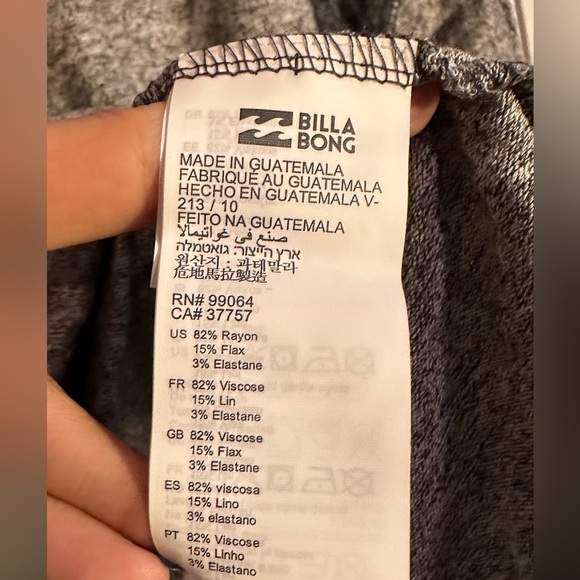 BILLA
BONG
MADE IN GUATEMALA
FABRIQUÉ AU GUATEMALA
HECHO EN GUATEMALA V-
213 / 10
FEITO NA GUATEMALA
صنع في غواتيمالا
ארץ הייצור: גואטמלה
원산지 : 과테말라
危地馬拉製造
RN# 99064
CA# 37757
US 82% Rayon
15% Flax
3% Elastane
FR 82% Viscose
15% Lin
3% Elastane
GB 82% Viscose
15% Flax
3% Elastane
ES 82% viscosa
15% Lino
3% elastano
PT 82% Viscose
15% Linho
3% Elastano